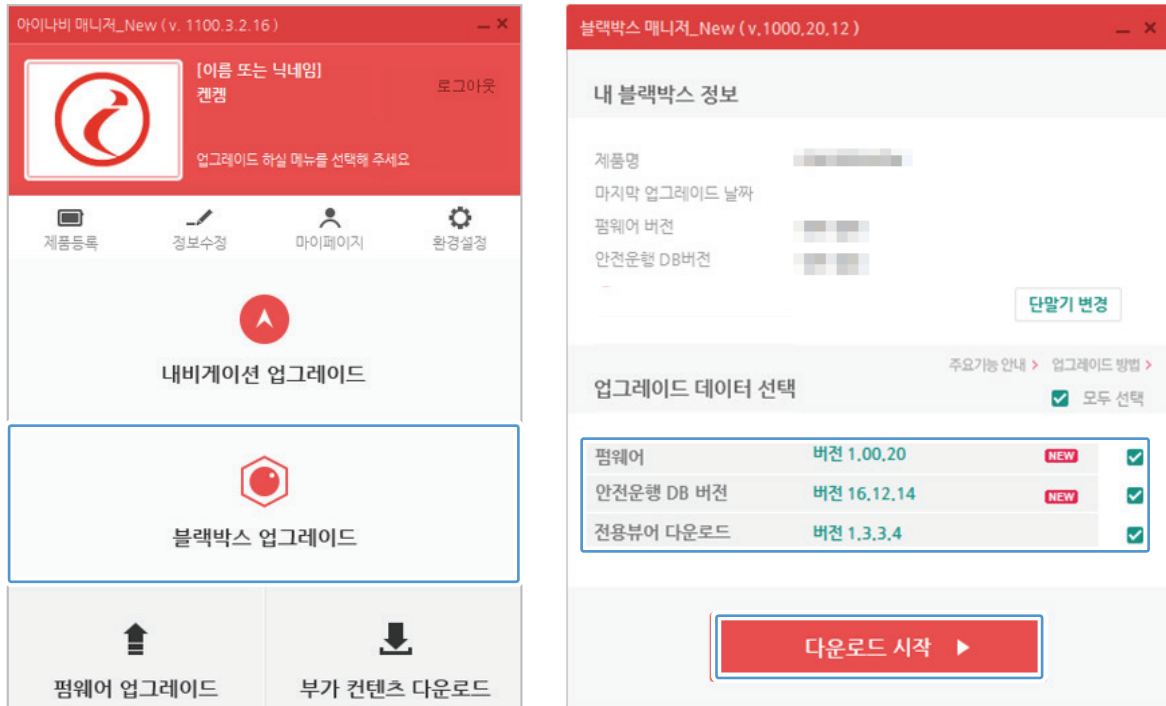 아이나비 매니저_New ( v. 1100.3.2.16 )
[이름 또는 닉네임]
켄켐
로그아웃
업그레이드 하실 메뉴를 선택해 주세요
제품등록
정보수정
마이페이지
환경설정
내비게이션 업그레이드
블랙박스 업그레이드
펌웨어 업그레이드
부가 컨텐츠 다운로드
블랙박스 매니저_New ( v.1000.20.12 )
내 블랙박스 정보
제품명
마지막 업그레이드 날짜
펌웨어 버전
안전운행 DB버전
단말기 변경
주요기능 안내 > 업그레이드 방법 >
업그레이드 데이터 선택
모두 선택
펌웨어 버전 1.00.20 NEW
안전운행 DB 버전 버전 16.12.14 NEW
전용뷰어 다운로드 버전 1.3.3.4
다운로드 시작